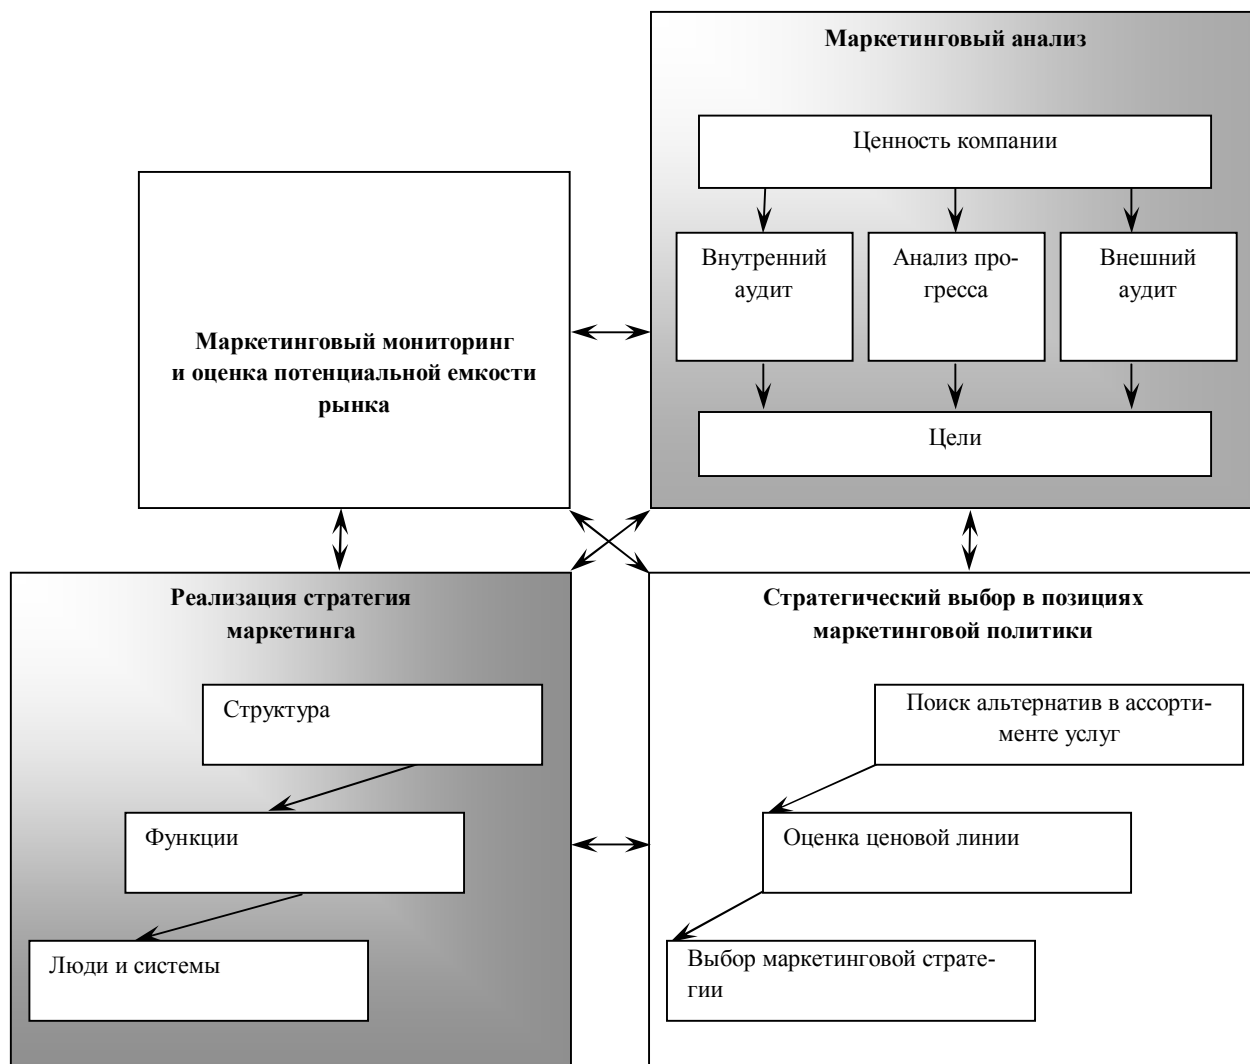 Маркетинговый анализ
Ценность компании
Внутренний
аудит
Анализ про-
гресса
Внешний
аудит
Цели
Маркетинговый мониторинг
и оценка потенциальной емкости
рынка
Реализация стратегия
маркетинга
Структура
Функции
Люди и системы
Стратегический выбор в позициях
маркетинговой политики
Поиск альтернатив в ассорти-
менте услуг
Оценка ценовой линии
Выбор маркетинговой страте-
гии